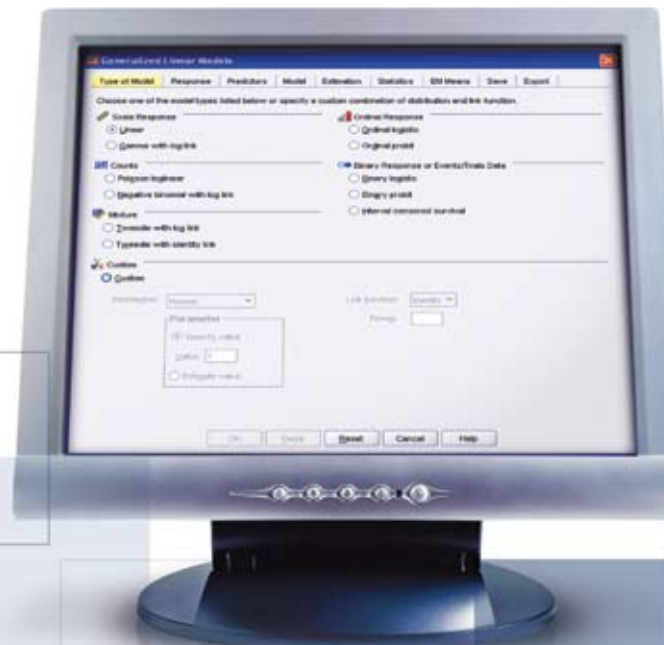 Generalized Linear Models
Type of Model Response Predictors Model Estimation Statistics EM Means Save Export
Choose one of the model types listed below or specify a custom combination of distribution and link function.
Scale Response
Linear
Gamma with log link
Ordinal Response
Ordinal logistic
Ordinal probit
Counts
Poisson loglinear
Negative binomial with log link
Binary Response or Events/Trials Data
Binary logistic
Binary probit
Interval censored survival
Mixture
Tweedie with log link
Tweedie with identity link
Custom
Custom
Distribution: Normal
Link function: Identity
Parameter
Power:
Specify value
Value: 1
Estimate value
OK Paste Reset Cancel Help